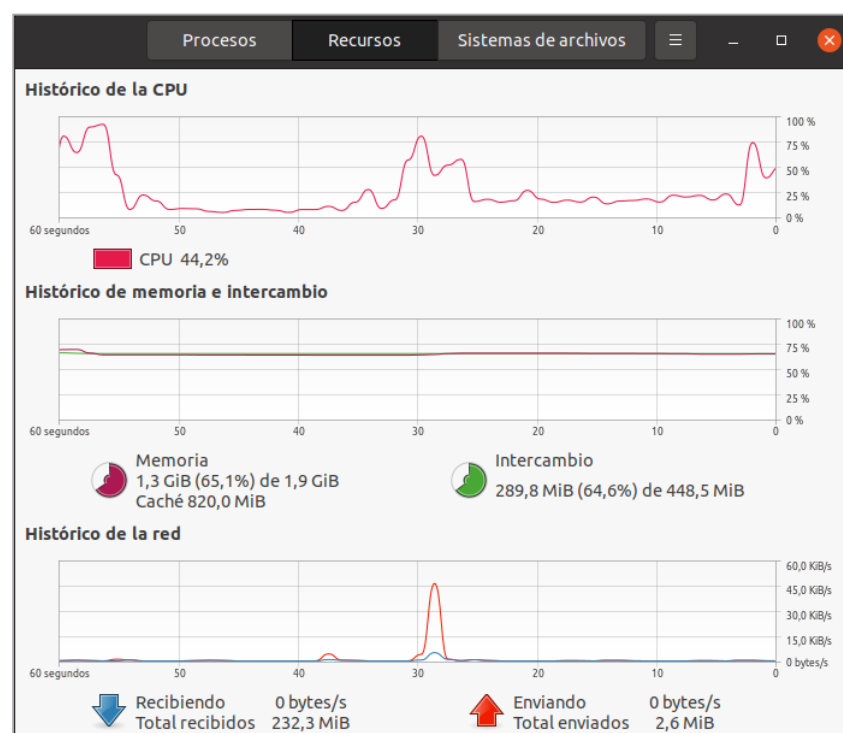 Procesos Recursos Sistemas de archivos
Histórico de la CPU
100 %
75 %
50 %
25 %
0 %
60 segundos 50 40 30 20 10 0
CPU 44,2%
Histórico de memoria e intercambio
100 %
75 %
50 %
25 %
0 %
60 segundos 50 40 30 20 10 0
Memoria
1,3 GiB (65,1%) de 1,9 GiB
Caché 820,0 MiB
Intercambio
289,8 MiB (64,6%) de 448,5 MiB
Histórico de la red
60,0 KiB/s
45,0 KiB/s
30,0 KiB/s
15,0 KiB/s
0 bytes/s
60 segundos 50 40 30 20 10 0
Recibiendo 0 bytes/s
Total recibidos 232,3 MiB
Enviando 0 bytes/s
Total enviados 2,6 MiB